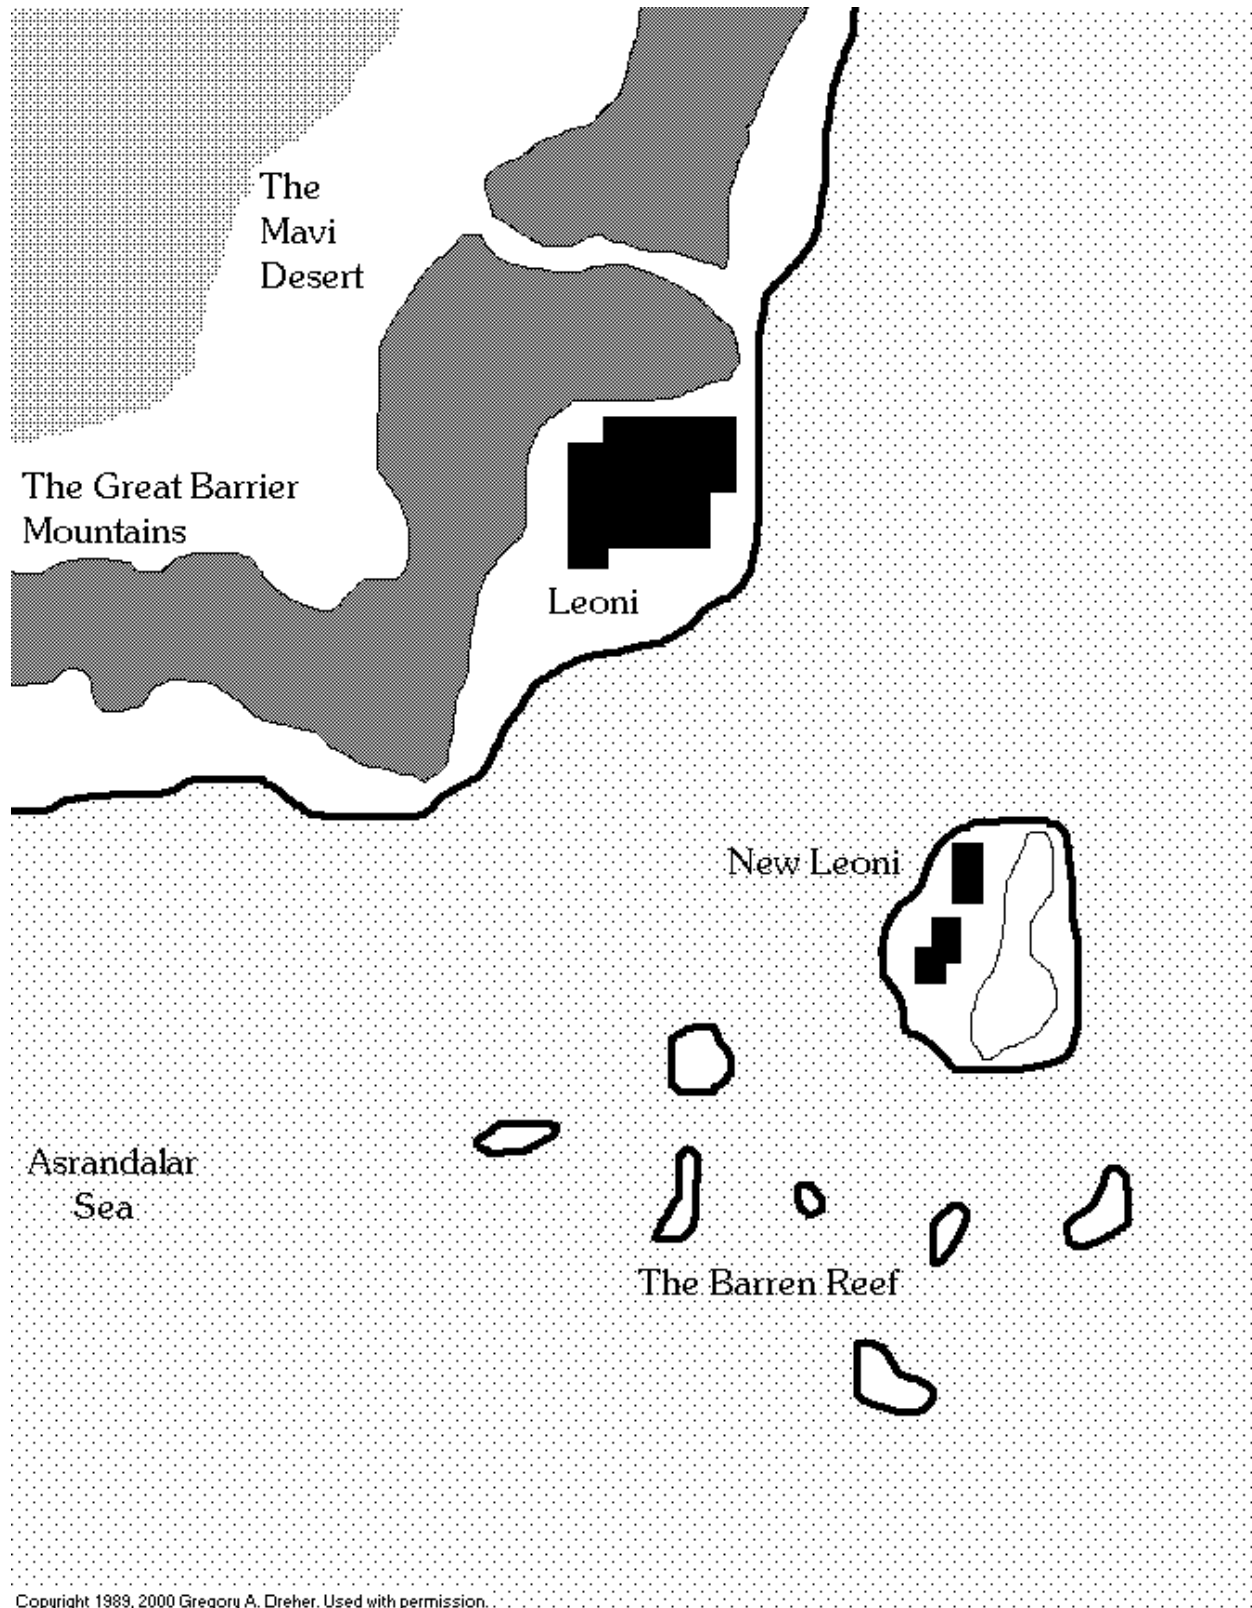 The
Mavi
Desert
The Great Barrier
Mountains
Leoni
New Leoni
Asrandalar
Sea
The Barren Reef
Copyright 1989, 2000 Gregory A. Dreher. Used with permission.